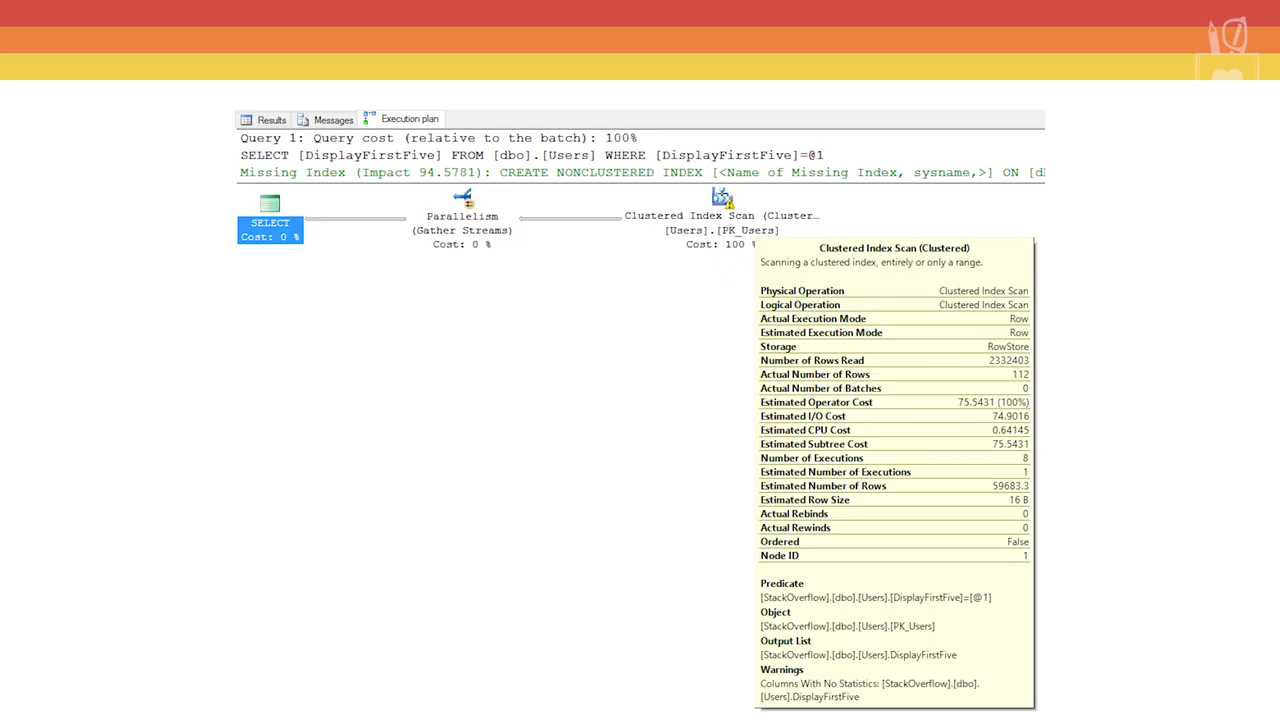 Results Messages Execution plan
Query 1: Query cost (relative to the batch): 100%
SELECT [DisplayFirstFive] FROM [dbo].[Users] WHERE [DisplayFirstFive]=@1
Missing Index (Impact 94.5781): CREATE NONCLUSTERED INDEX [<Name of Missing Index, sysname,>] ON [d
SELECT
Cost: 0 %
Parallelism
(Gather Streams)
Cost: 0 %
Clustered Index Scan (Cluster…
[Users].[PK_Users]
Cost: 100 %
Clustered Index Scan (Clustered)
Scanning a clustered index, entirely or only a range.
Physical Operation Clustered Index Scan
Logical Operation Clustered Index Scan
Actual Execution Mode Row
Estimated Execution Mode Row
Storage RowStore
Number of Rows Read 2332403
Actual Number of Rows 112
Actual Number of Batches 0
Estimated Operator Cost 75.5431 (100%)
Estimated I/O Cost 74.9016
Estimated CPU Cost 0.64145
Estimated Subtree Cost 75.5431
Number of Executions 8
Estimated Number of Executions 1
Estimated Number of Rows 59683.3
Estimated Row Size 16 B
Actual Rebinds 0
Actual Rewinds 0
Ordered False
Node ID 1
Predicate
[StackOverflow].[dbo].[Users].[DisplayFirstFive]=[@1]
Object
[StackOverflow].[dbo].[Users].[PK_Users]
Output List
[StackOverflow].[dbo].[Users].DisplayFirstFive
Warnings
Columns With No Statistics: [StackOverflow].[dbo].
[Users].DisplayFirstFive